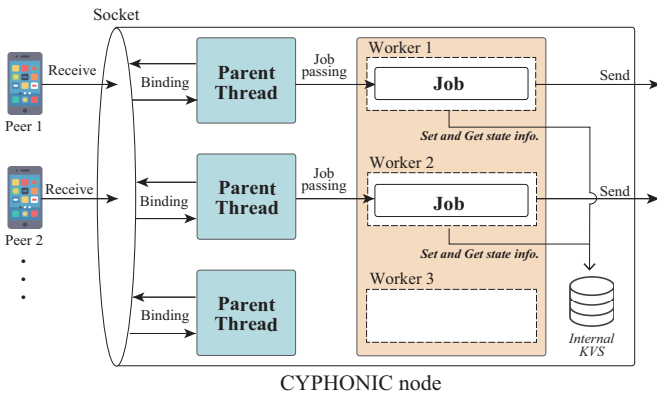 Socket
Worker 1
Receive
Binding
Parent
Thread
Job
passing
Job
Send
Peer 1
Set and Get state info.
Worker 2
Receive
Binding
Parent
Thread
Job
passing
Job
Send
Peer 2
Set and Get state info.
Worker 3
Binding
Parent
Thread
Internal
KVS
CYPHONIC node